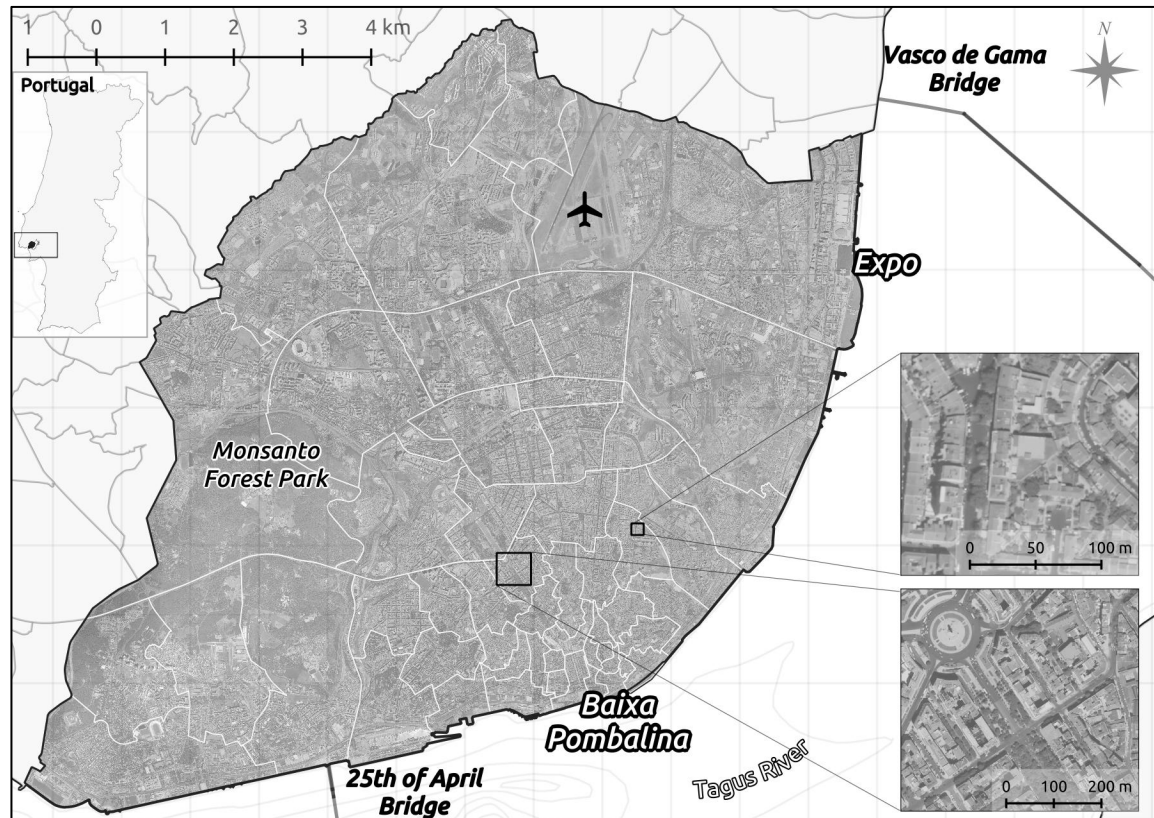 1 0 1 2 3 4 km
N
Portugal
Vasco de Gama
Bridge
Expo
Monsanto
Forest Park
0 50 100 m
Baixa
Pombalina
Tagus River
25th of April
Bridge
0 100 200 m